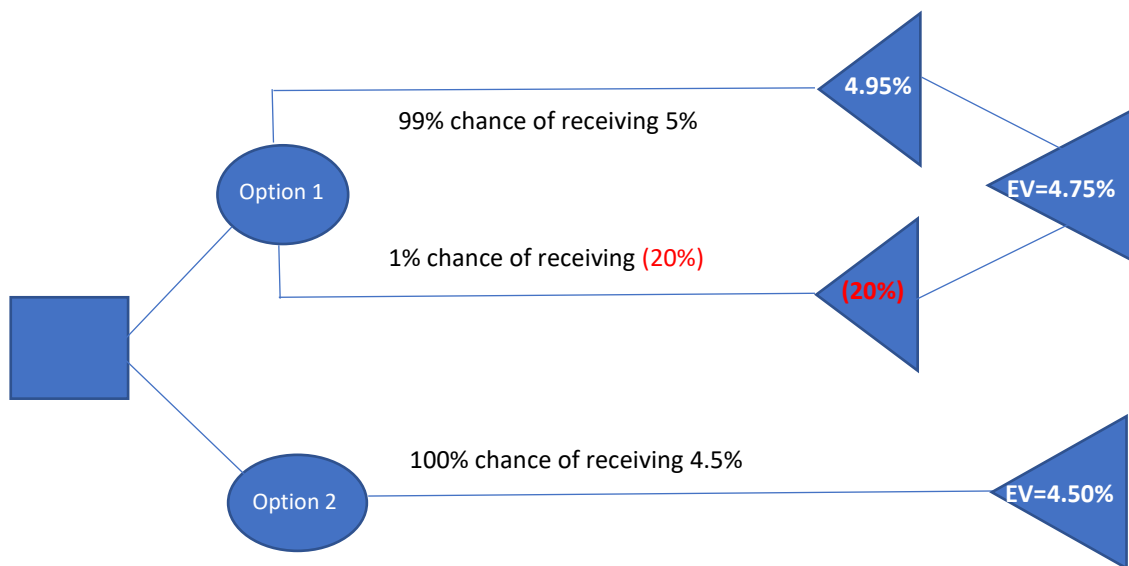 4.95%
99% chance of receiving 5%
Option 1
EV=4.75%
1% chance of receiving (20%)
(20%)
100% chance of receiving 4.5%
Option 2
EV=4.50%